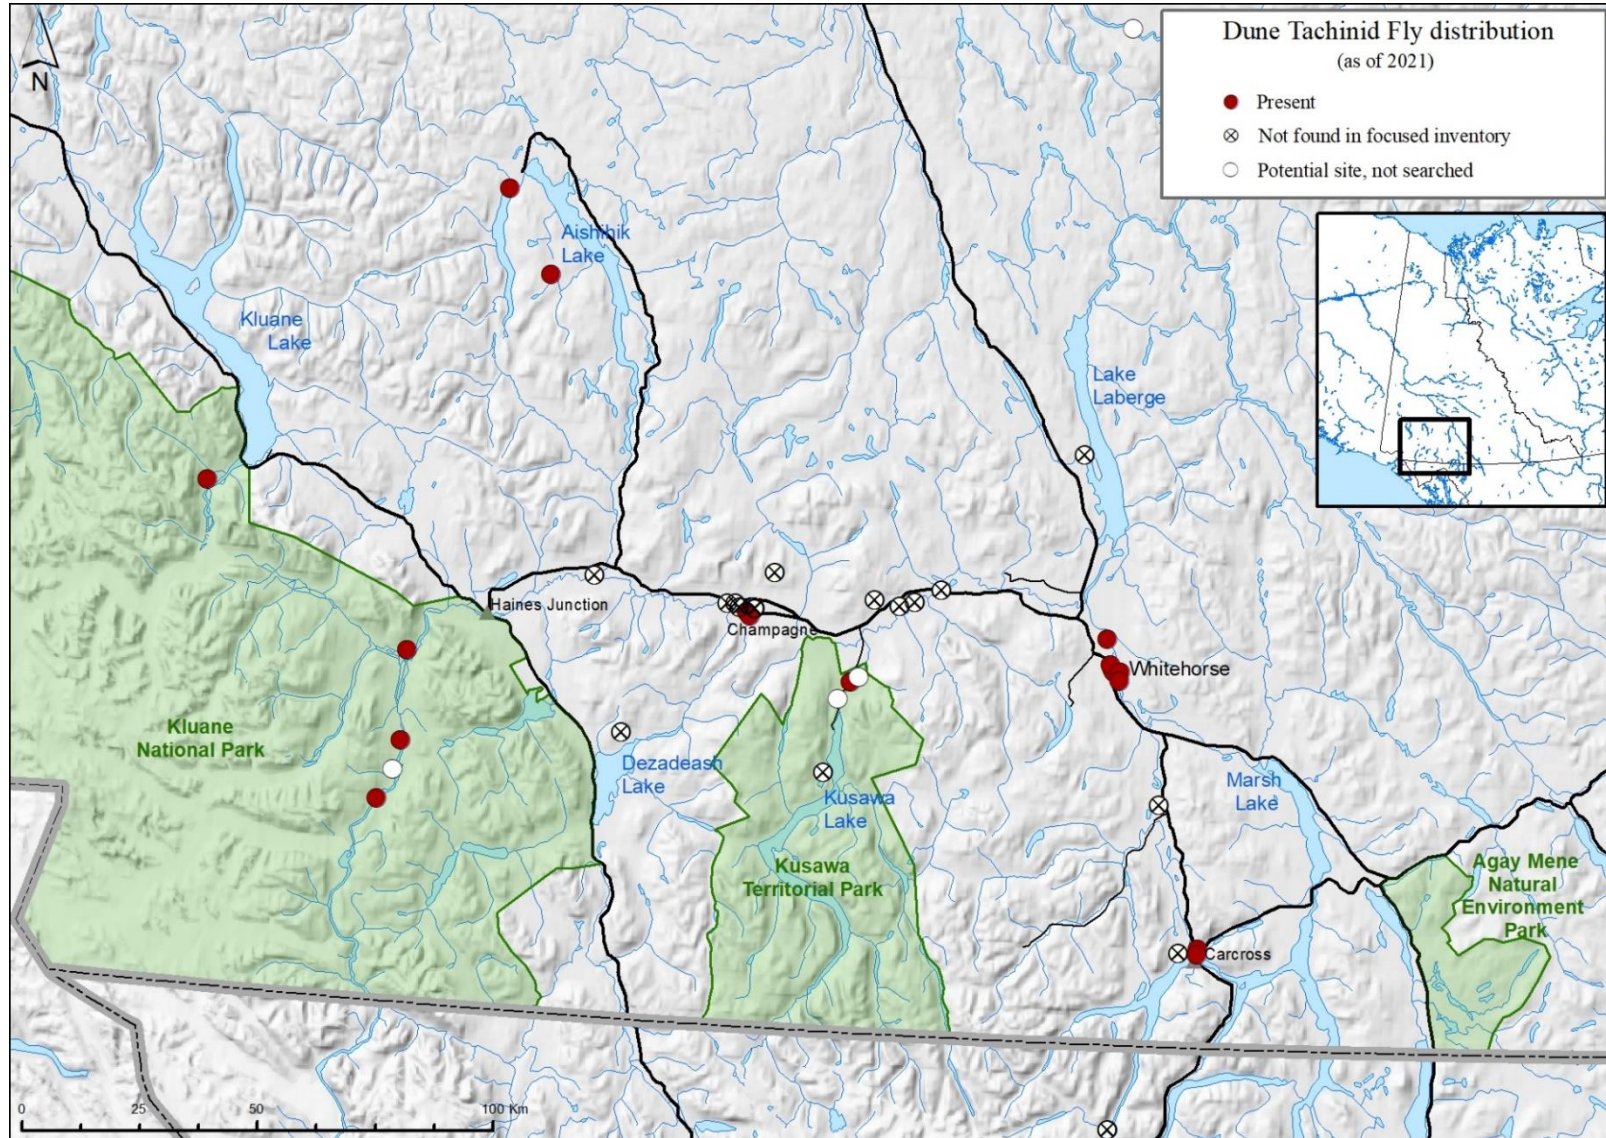 Dune Tachinid Fly distribution
(as of 2021)
Present
Not found in focused inventory
Potential site, not searched
N
Aishihik
Lake
Kluane
Lake
Lake
Laberge
Haines Junction
Champagne
Whitehorse
Kluane
National Park
Dezadeash
Lake
Kusawa
Lake
Marsh
Lake
Kusawa
Territorial Park
Agay Mene
Natural
Environment
Park
Carcross
0 25 50 100 Km